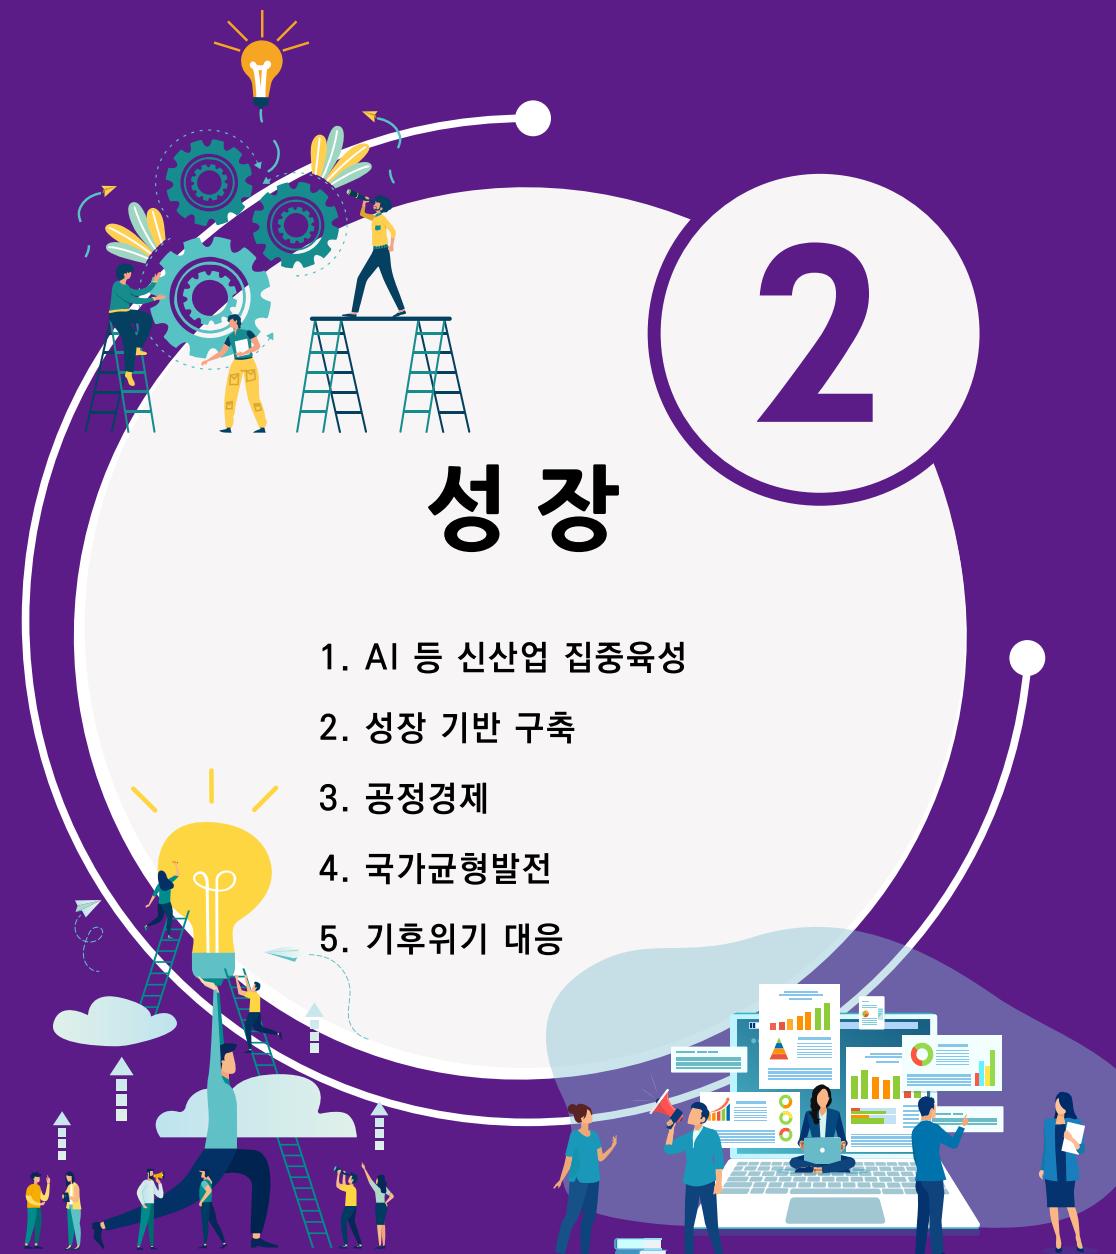 2
성장
1. AI 등 신산업 집중육성
2. 성장 기반 구축
3. 공정경제
4. 국가균형발전
5. 기후위기 대응